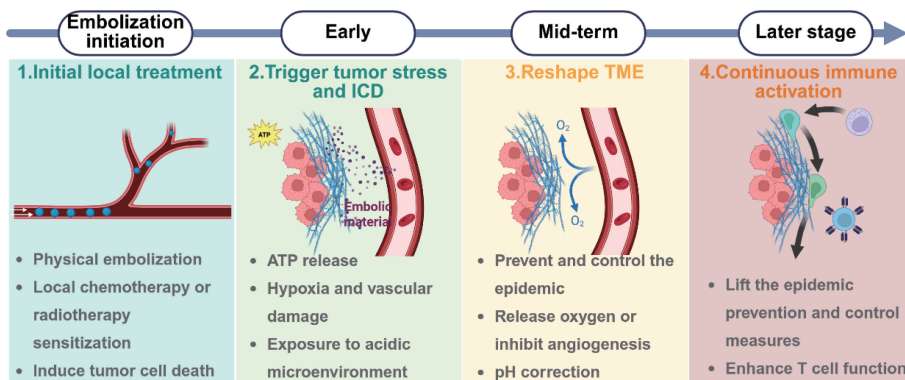 Embolization
initiation
Early
Mid-term
Later stage
1.Initial local treatment
• Physical embolization
• Local chemotherapy or
radiotherapy
sensitization
• Induce tumor cell death
2.Trigger tumor stress
and ICD
ATP
Embolic
material
• ATP release
• Hypoxia and vascular
damage
• Exposure to acidic
microenvironment
3.Reshape TME
O₂
O₂
• Prevent and control the
epidemic
• Release oxygen or
inhibit angiogenesis
• pH correction
4.Continuous immune
activation
• Lift the epidemic
prevention and control
measures
• Enhance T cell function